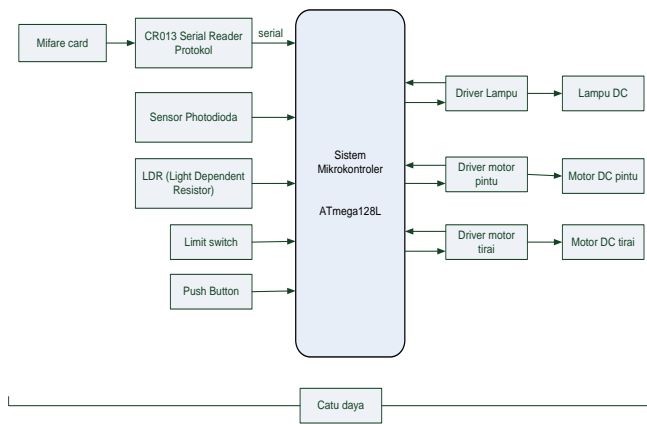 Mifare card
CR013 Serial Reader
Protokol
serial
Sensor Photodioda
LDR (Light Dependent
Resistor)
Limit switch
Push Button
Sistem
Mikrokontroler
ATmega128L
Driver Lampu
Lampu DC
Driver motor
pintu
Motor DC pintu
Driver motor
tirai
Motor DC tirai
Catu daya